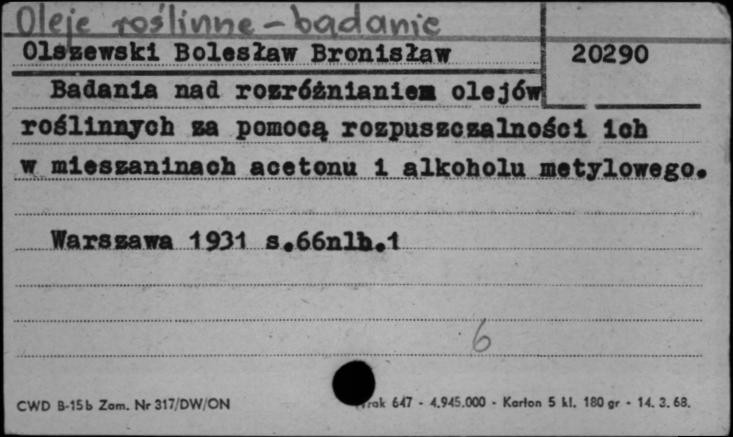 Oleje roślinne - badanie
Olszewski Bolesław Bronisław 20290
Badania nad rozróżnianiem olejów
roślinnych za pomocą rozpuszczalności ich
w mieszaninach acetonu i alkoholu metylowego.
Warszawa 1931 s.66nlb.1
6
CWD B-15b Zam. Nr 317/DW/ON 647 - 4.945.000 - Karton 5 kl. 180 gr - 14. 3. 68.